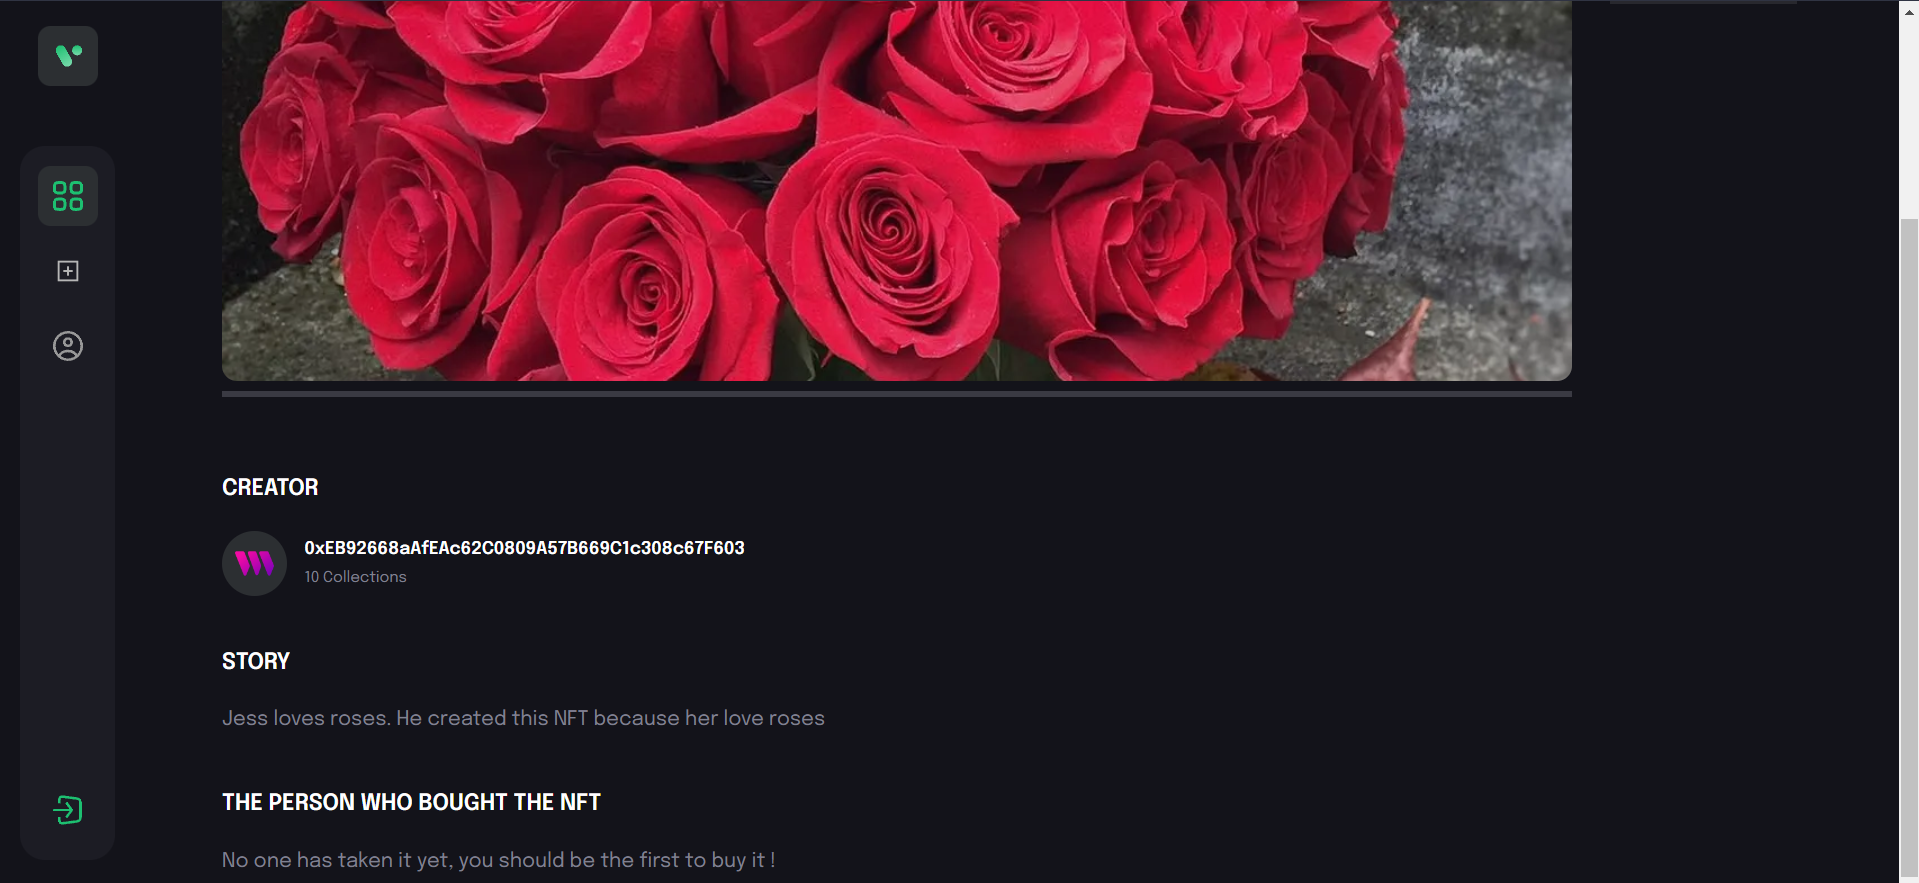 CREATOR
0xEB92668aAfEAc62C0809A57B669C1c308c67F603
10 Collections
STORY
Jess loves roses. He created this NFT because her love roses
THE PERSON WHO BOUGHT THE NFT
No one has taken it yet, you should be the first to buy it !